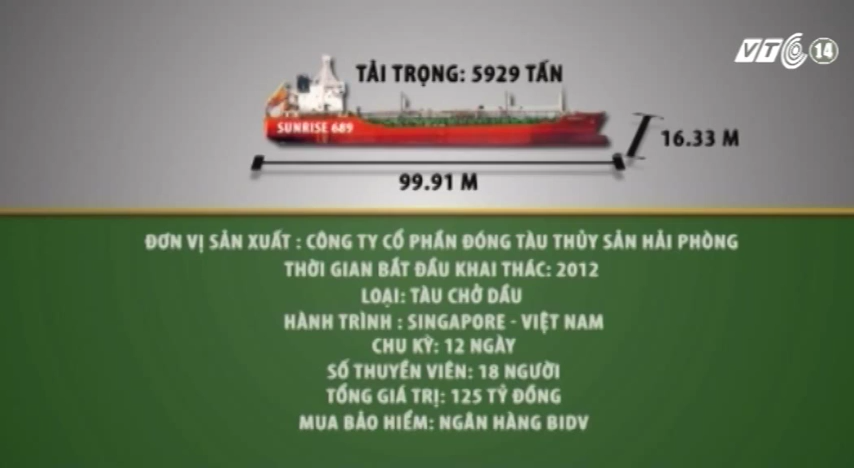 VTC 14
TẢI TRỌNG: 5929 TẤN
SUNRISE 689
16.33 M
99.91 M
ĐƠN VỊ SẢN XUẤT : CÔNG TY CỔ PHẦN ĐÓNG TÀU THỦY SẢN HẢI PHÒNG
THỜI GIAN BẮT ĐẦU KHAI THÁC: 2012
LOẠI: TÀU CHỞ DẦU
HÀNH TRÌNH : SINGAPORE - VIỆT NAM
CHU KỲ: 12 NGÀY
SỐ THUYỀN VIÊN: 18 NGƯỜI
TỔNG GIÁ TRỊ: 125 TỶ ĐỒNG
MUA BẢO HIỂM: NGÂN HÀNG BIDV